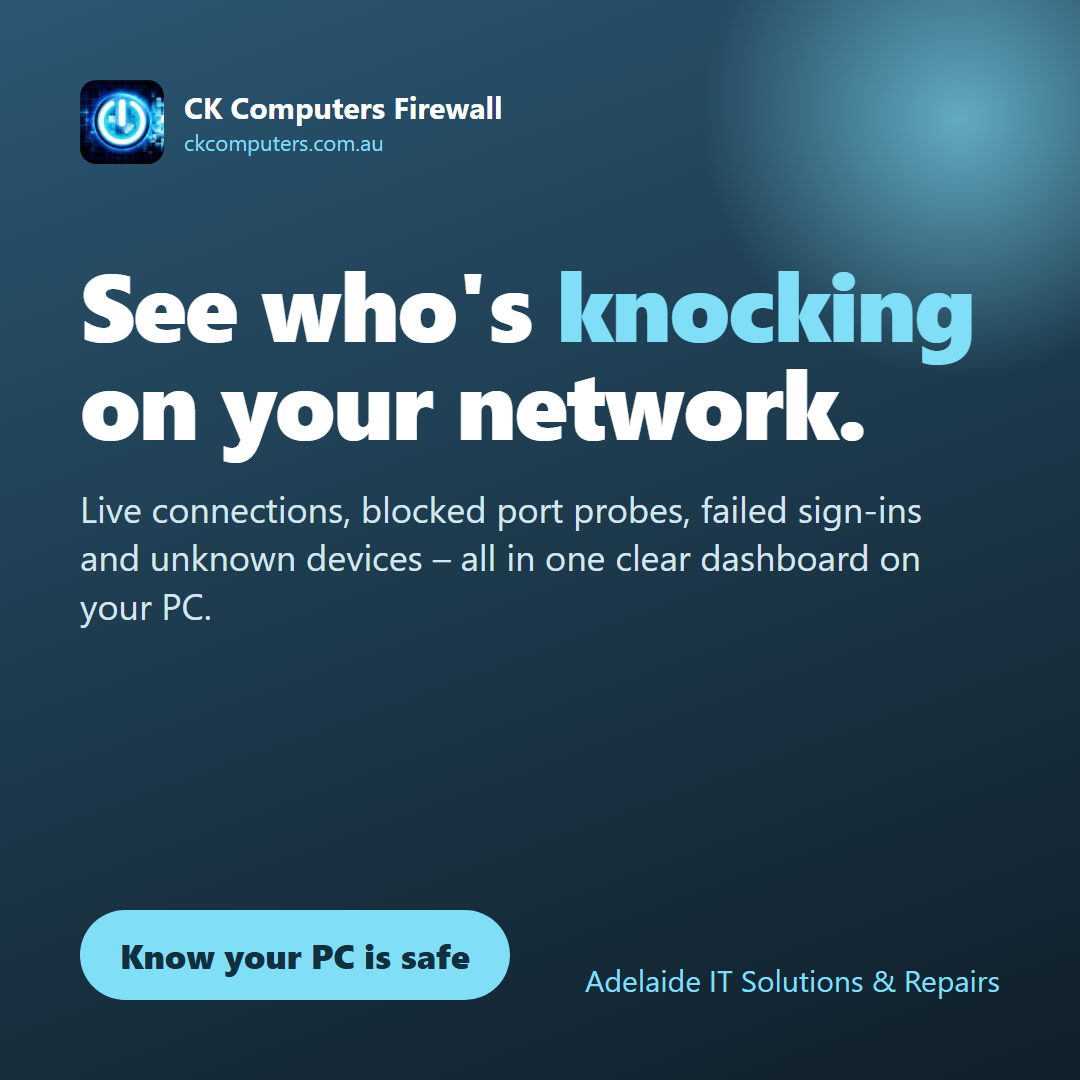 CK Computers Firewall
ckcomputers.com.au
See who's knocking
on your network.
Live connections, blocked port probes, failed sign-ins
and unknown devices – all in one clear dashboard on
your PC.
Know your PC is safe
Adelaide IT Solutions & Repairs